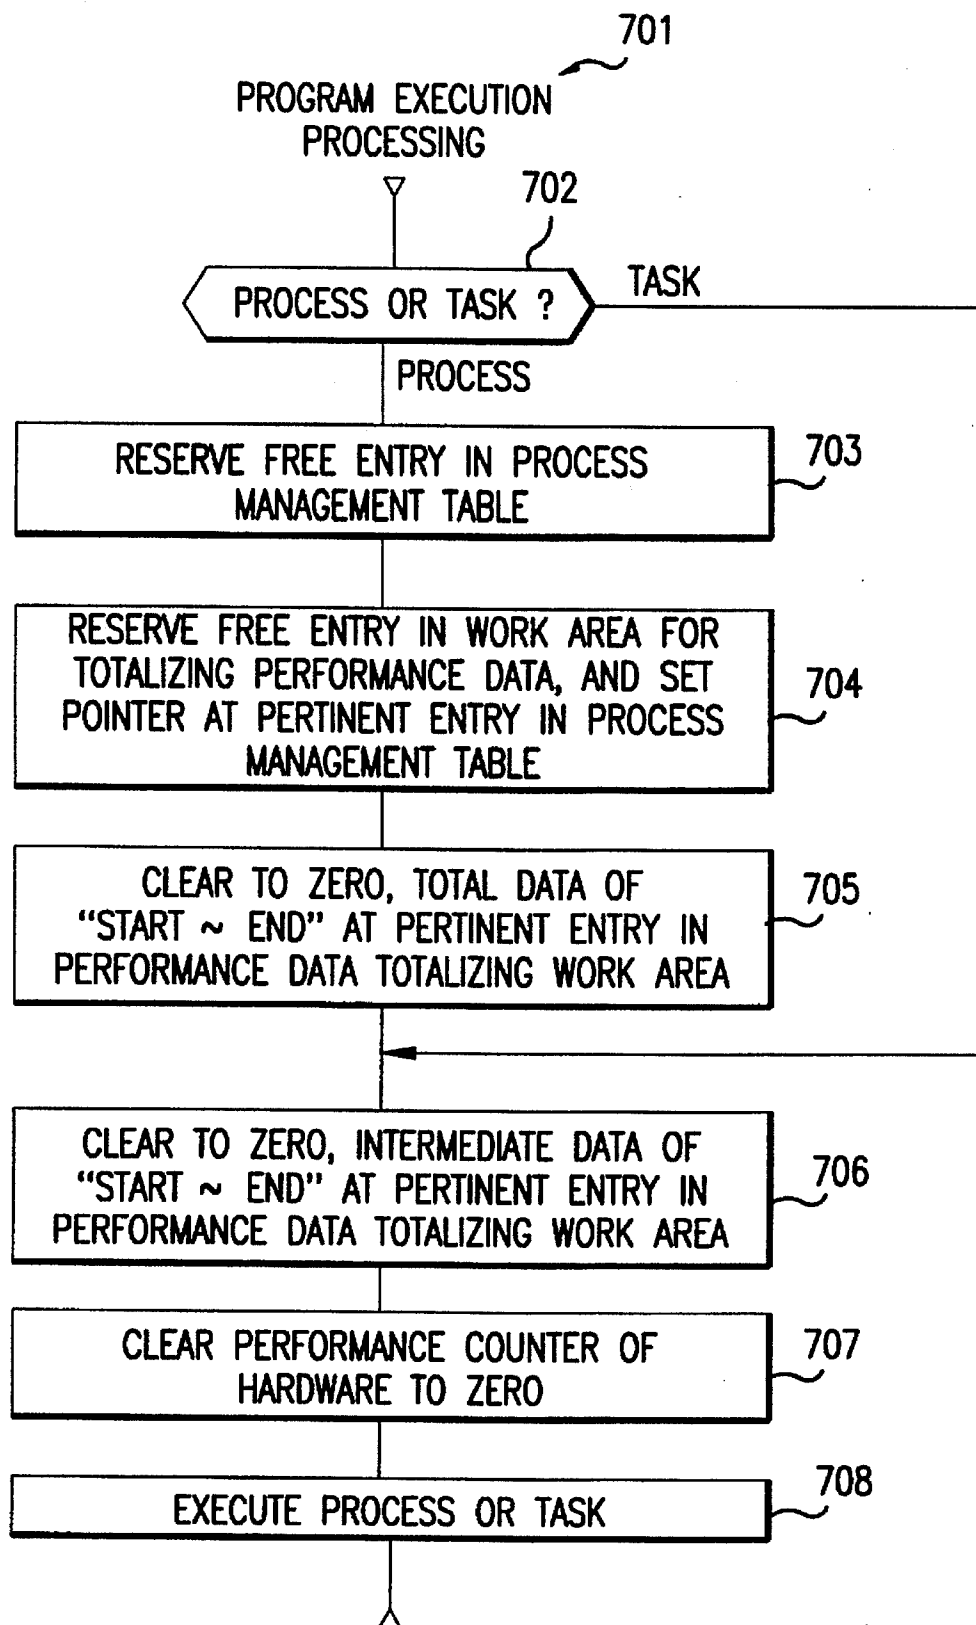 701
PROGRAM EXECUTION
PROCESSING
702
PROCESS OR TASK ?
TASK
PROCESS
RESERVE FREE ENTRY IN PROCESS
MANAGEMENT TABLE
703
RESERVE FREE ENTRY IN WORK AREA FOR
TOTALIZING PERFORMANCE DATA, AND SET
POINTER AT PERTINENT ENTRY IN PROCESS
MANAGEMENT TABLE
704
CLEAR TO ZERO, TOTAL DATA OF
“START ~ END” AT PERTINENT ENTRY IN
PERFORMANCE DATA TOTALIZING WORK AREA
705
CLEAR TO ZERO, INTERMEDIATE DATA OF
“START ~ END” AT PERTINENT ENTRY IN
PERFORMANCE DATA TOTALIZING WORK AREA
706
CLEAR PERFORMANCE COUNTER OF
HARDWARE TO ZERO
707
EXECUTE PROCESS OR TASK
708